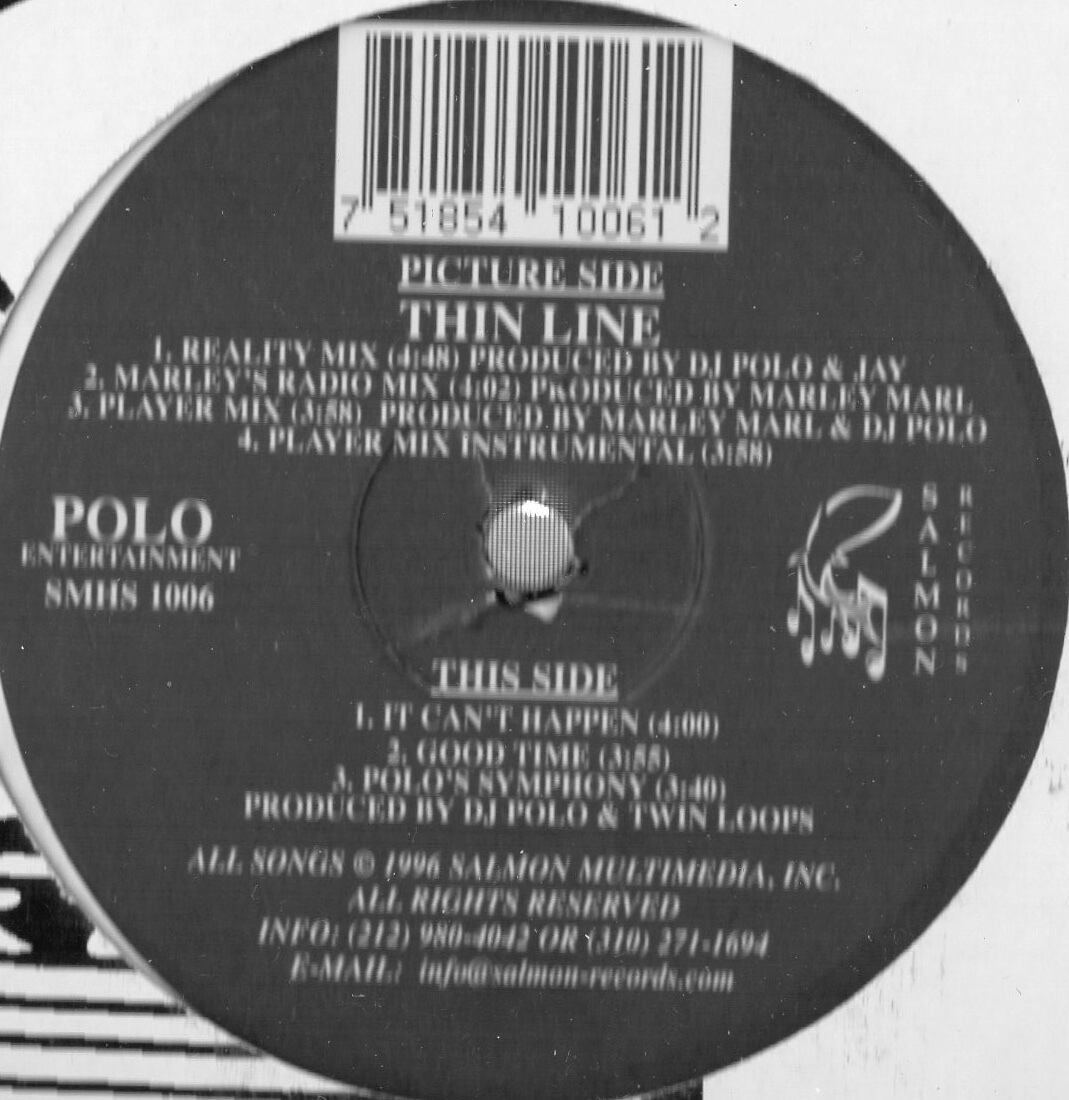 7 51854 10061 2
PICTURE SIDE
THIN LINE
1. REALITY MIX (4:48) PRODUCED BY DJ POLO & JAY
2. MARLEY'S RADIO MIX (4:02) PRODUCED BY MARLEY MARL
3. PLAYER MIX (3:58) PRODUCED BY MARLEY MARL & DJ POLO
4. PLAYER MIX INSTRUMENTAL (3:58)
POLO
ENTERTAINMENT
SMHS 1006
SALMON
RECORDS
THIS SIDE
1. IT CAN'T HAPPEN (4:00)
2. GOOD TIME (3:55)
3. POLO'S SYMPHONY (3:40)
PRODUCED BY DJ POLO & TWIN LOOPS
ALL SONGS © 1996 SALMON MULTIMEDIA, INC.
ALL RIGHTS RESERVED
INFO: (212) 980-4042 OR (310) 271-1694
E-MAIL: info@salmon-records.com